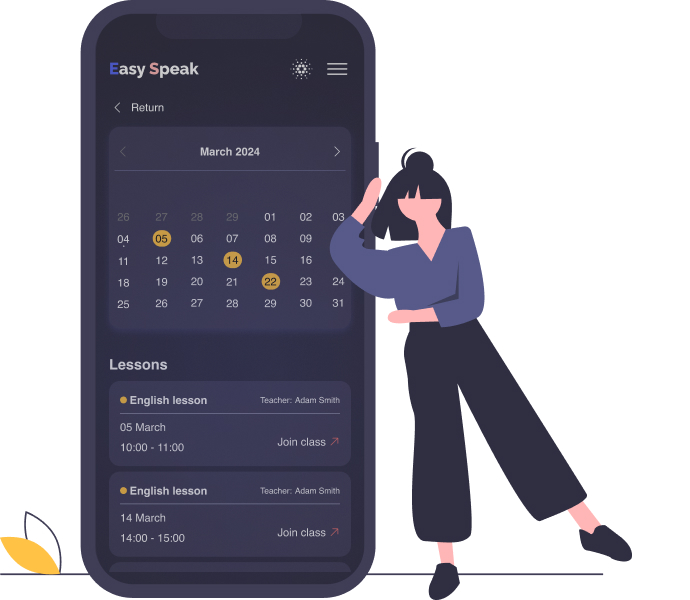 Easy Speak
Return
March 2024
26 27 28 29 01 02 03
04 05 06 07 08 09
11 12 13 14 15 16
18 19 20 21 22 23 24
25 26 27 28 29 30 31
Lessons
English lesson Teacher: Adam Smith
05 March
10:00 - 11:00 Join class
English lesson Teacher: Adam Smith
14 March
14:00 - 15:00 Join class